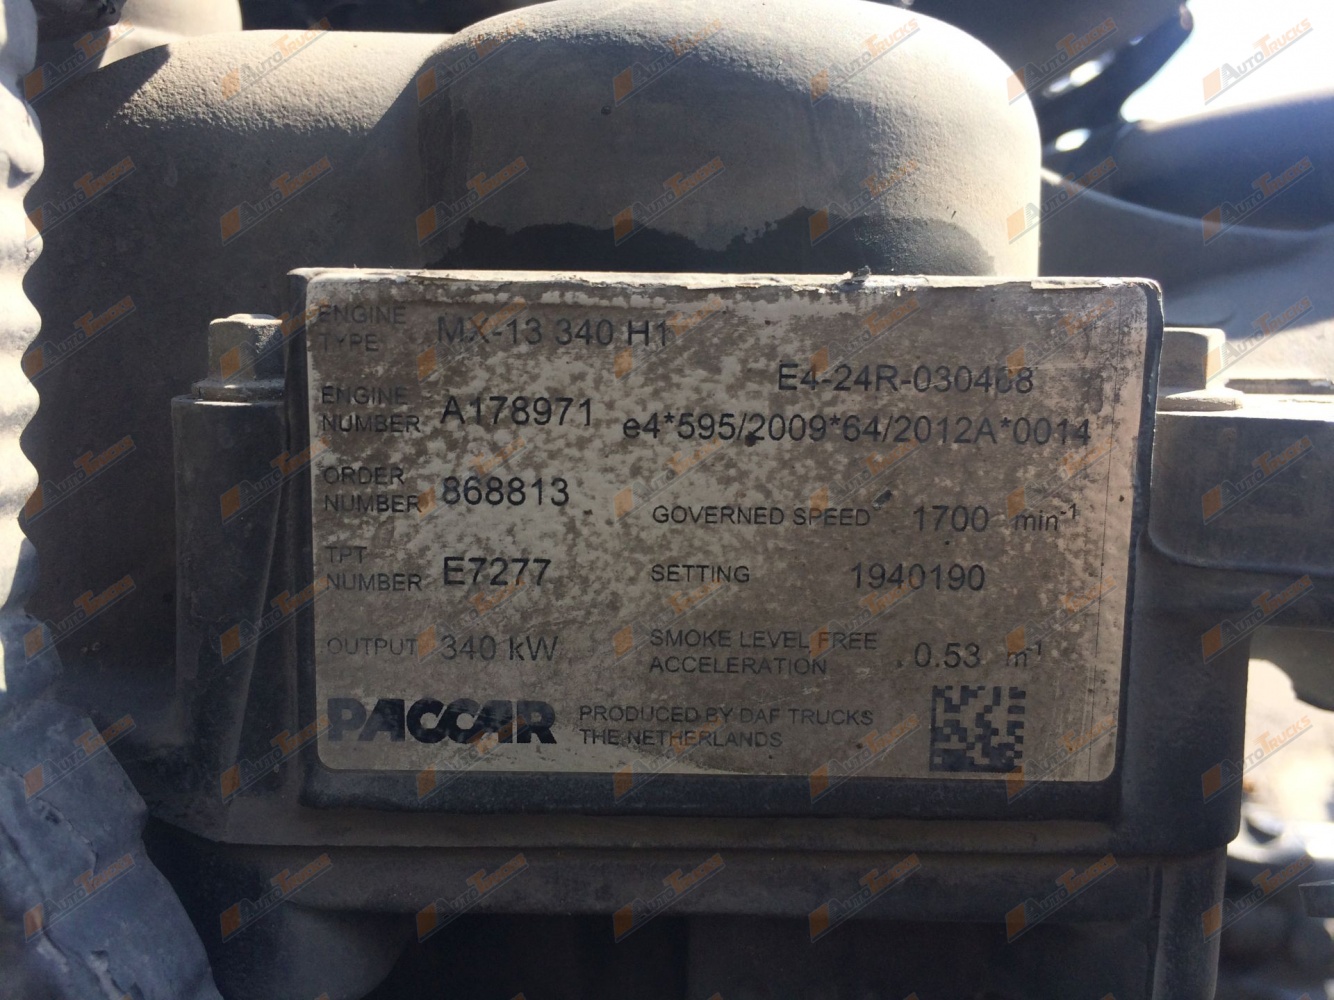 ENGINE TYPE MX-13 340 H1
E4-24R-030468
ENGINE NUMBER A178971 e4*595/2009*64/2012A*0014
ORDER NUMBER 868813
GOVERNED SPEED 1700 min-1
TPT NUMBER E7277
SETTING 1940190
OUTPUT 340 kW
SMOKE LEVEL FREE ACCELERATION 0.53 m-1
PACCAR
PRODUCED BY DAF TRUCKS
THE NETHERLANDS
AUTOTRUCKS